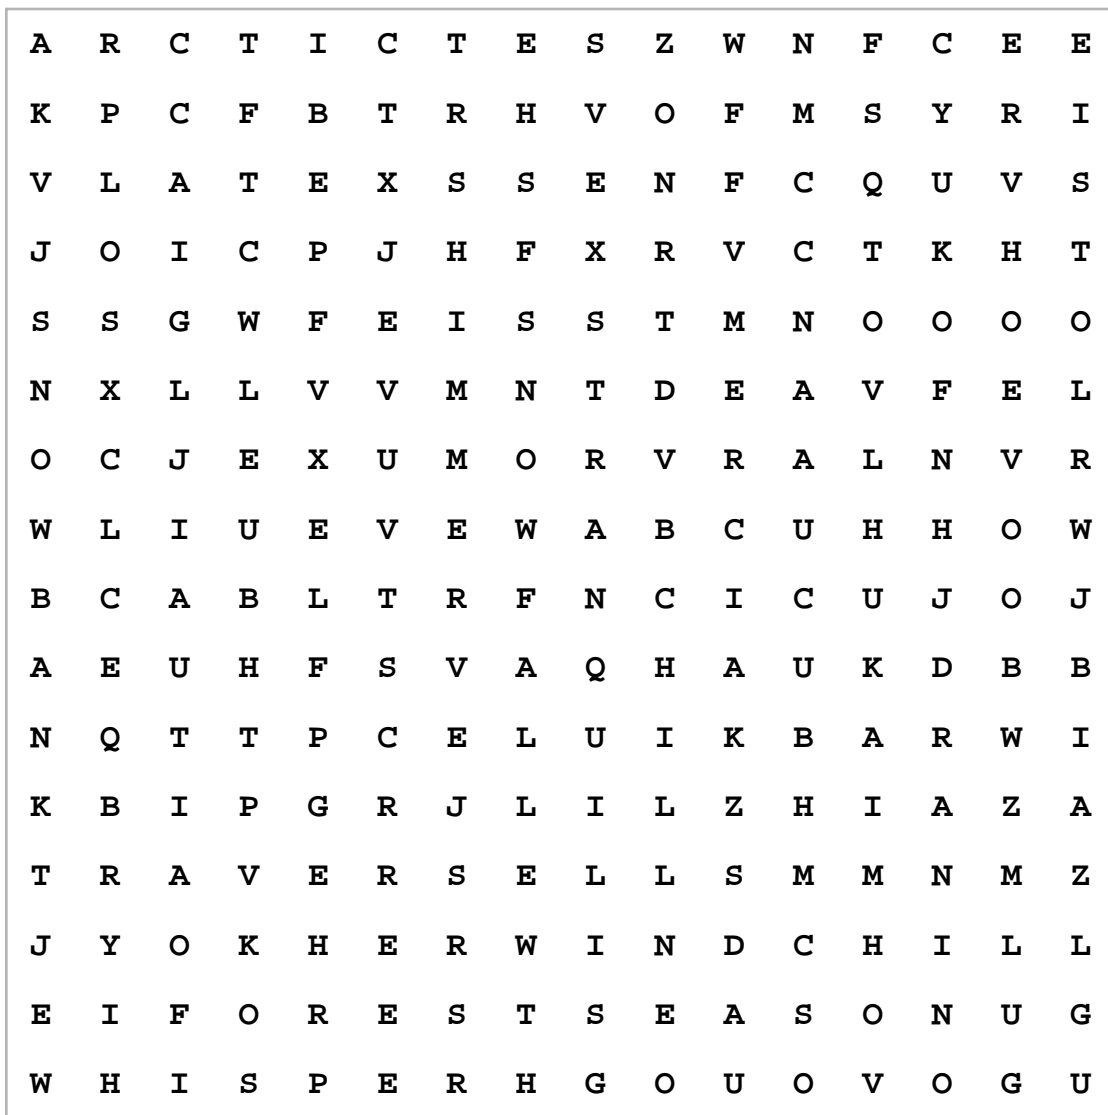 A R C T I C T E S Z W N F C E E
K P C F B T R H V O F M S Y R I
V L A T E X S S E N F C Q U V S
J O I C P J H F X R V C T K H T
S S G W F E I S S T M N O O O O
N X L L V V M N T D E A V F E L
O C J E X U M O R V R A L N V R
W L I U E V E W A B C U H H O W
B C A B L T R F N C I C U J O J
A E U H F S V A Q H A U K D B B
N Q T T P C E L U I K B A R W I
K B I P G R J L I L Z H I A Z A
T R A V E R S E L L S M M N M Z
J Y O K H E R W I N D C H I L L
E I F O R E S T S E A S O N U G
W H I S P E R H G O U O V O G U